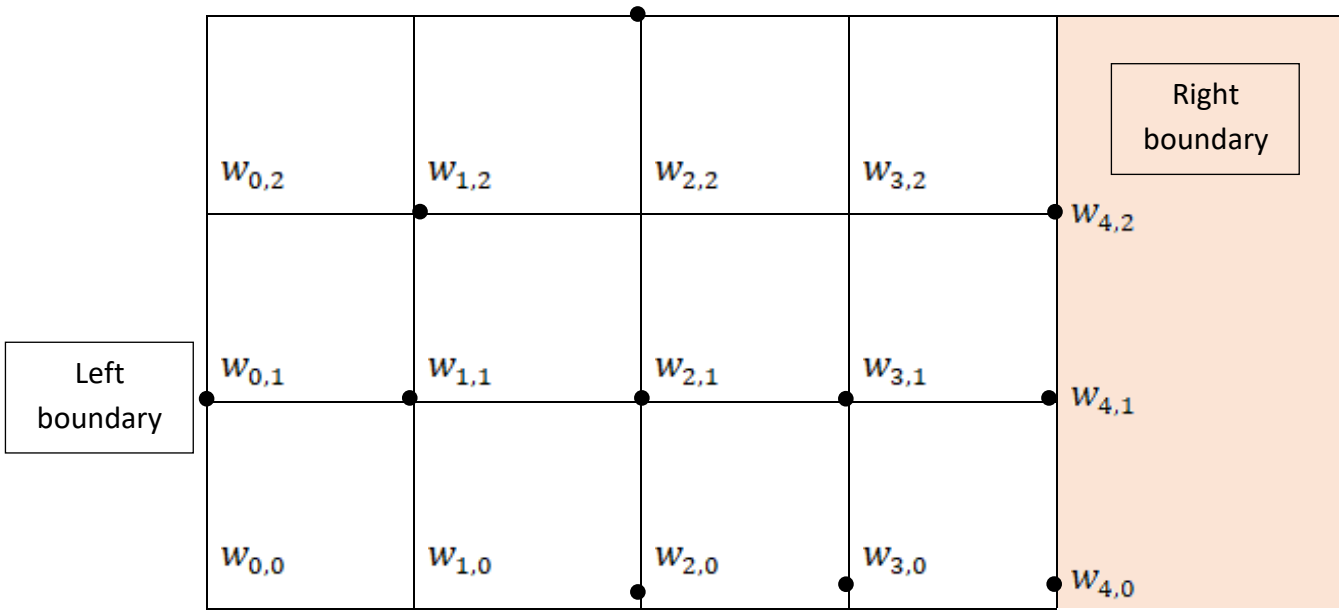 Right
boundary
w0,2 w1,2 w2,2 w3,2
w4,2
Left
boundary
w0,1 w1,1 w2,1 w3,1
w4,1
w0,0 w1,0 w2,0 w3,0
w4,0